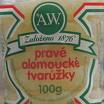 A.W.
Založeno 1876
pravé
olomoucké
tvarůžky
100g